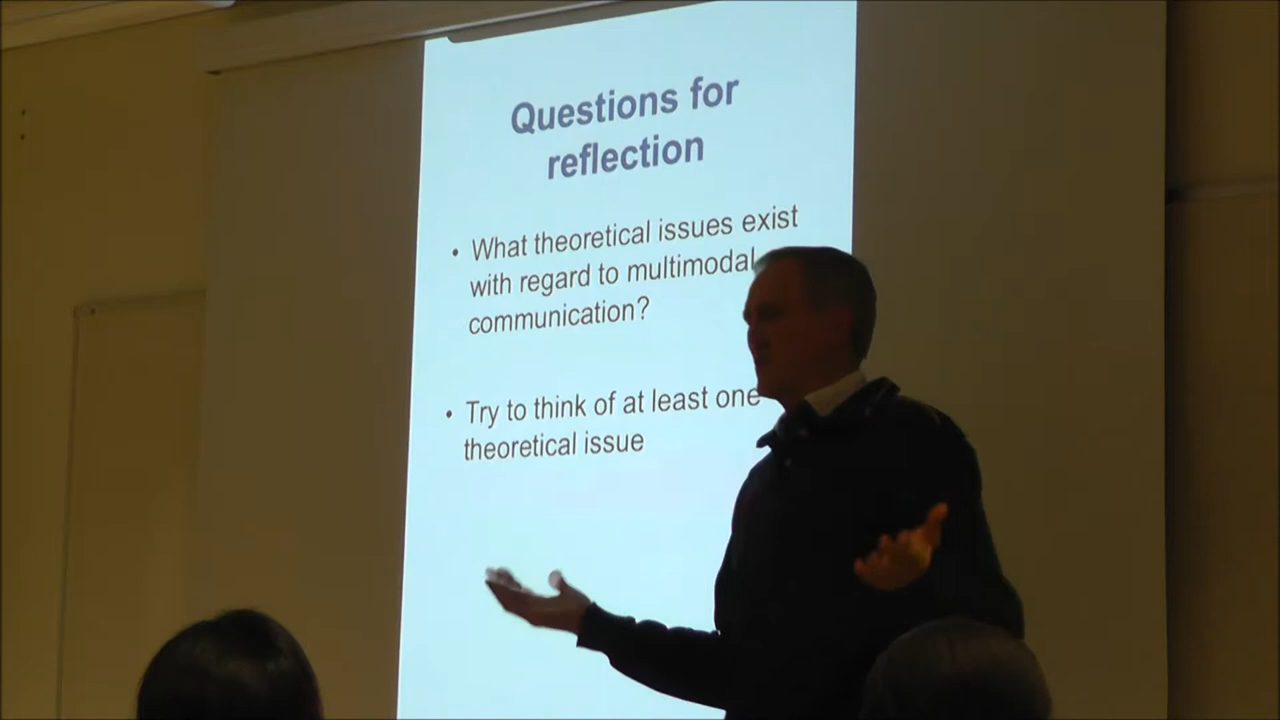 Questions for
reflection
• What theoretical issues exist
with regard to multimodal
communication?
• Try to think of at least one
theoretical issue